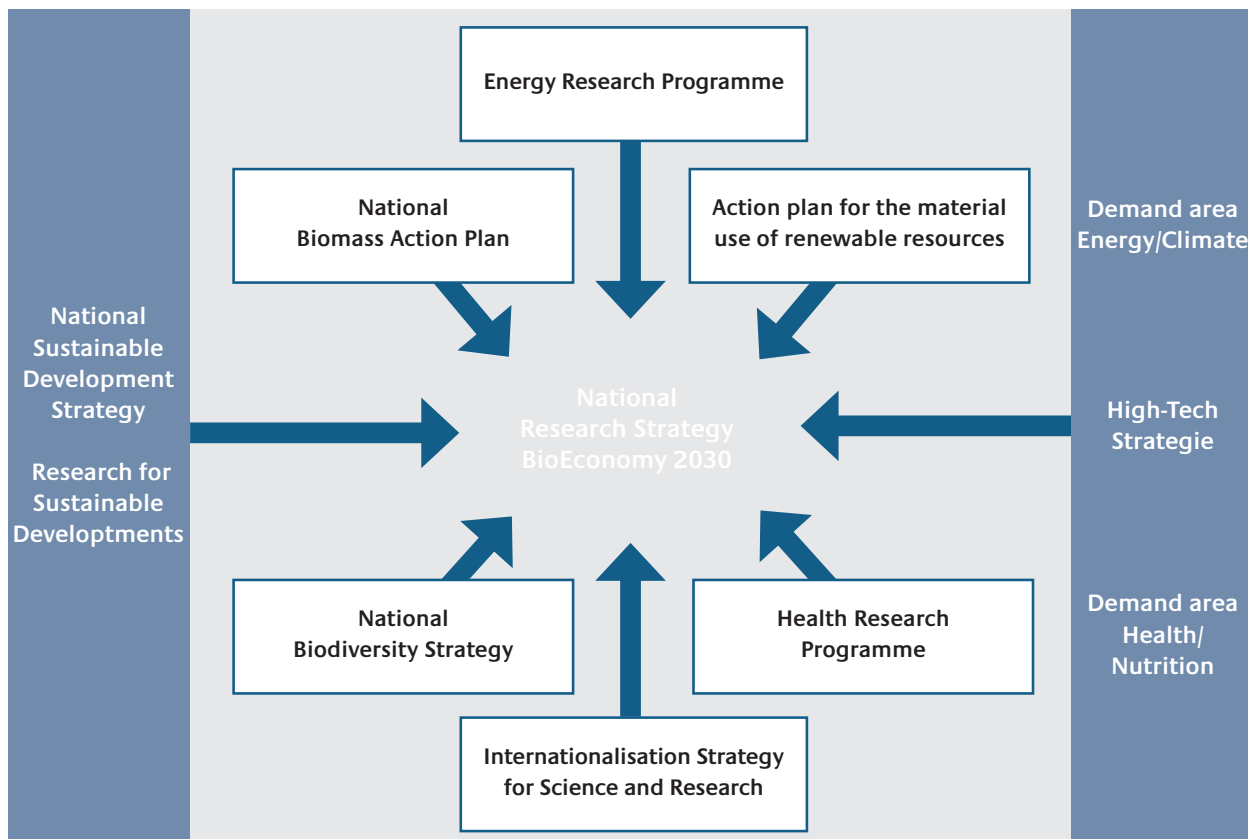 Energy Research Programme
National
Biomass Action Plan
Action plan for the material
use of renewable resources
Demand area
Energy/Climate
National
Sustainable
Development
Strategy
Research for
Sustainable
Developtments
National
Research Strategy
BioEconomy 2030
High-Tech
Strategie
National
Biodiversity Strategy
Health Research
Programme
Demand area
Health/
Nutrition
Internationalisation Strategy
for Science and Research